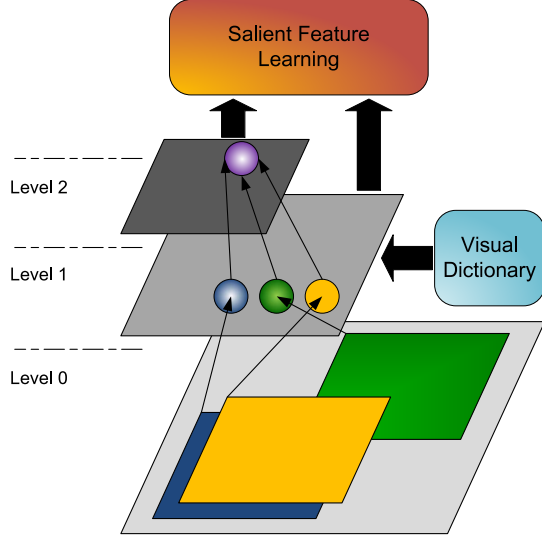 Salient Feature
Learning
Level 2
Level 1
Visual
Dictionary
Level 0